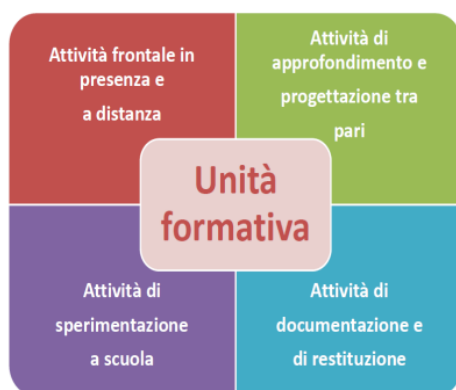 Attività frontale in
presenza e
a distanza
Attività di
approfondimento e
progettazione tra
pari
Unità
formativa
Attività di
sperimentazione
a scuola
Attività di
documentazione e
di restituzione